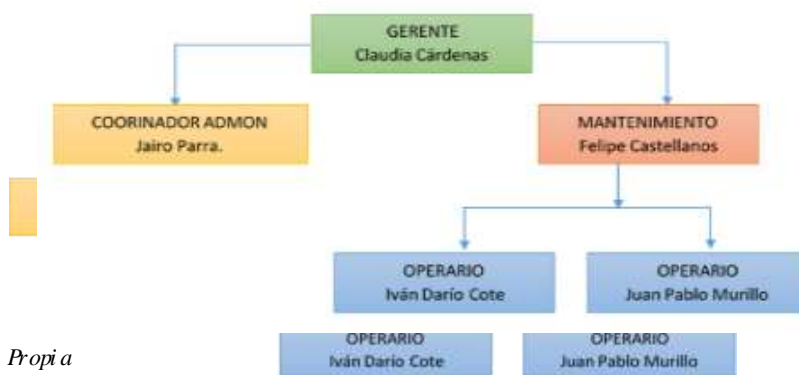 GERENTE
Claudia Cárdenas
COORINADOR ADMON
Jairo Parra.
MANTENIMIENTO
Felipe Castellanos
OPERARIO
Iván Darío Cote
OPERARIO
Juan Pablo Murillo
OPERARIO
Iván Darío Cote
OPERARIO
Juan Pablo Murillo
Propia